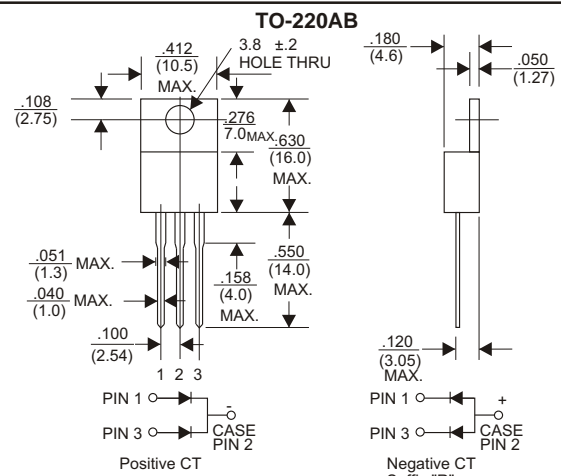 TO-220AB
.412
(10.5)
MAX.
3.8 ±.2
HOLE THRU
.180
(4.6)
.050
(1.27)
.108
(2.75)
.276
7.0MAX.
.630
(16.0)
MAX.
.051
(1.3)
MAX.
.040
(1.0)
MAX.
.158
(4.0)
MAX.
.550
(14.0)
MAX.
.100
(2.54)
.120
(3.05)
MAX.
1 2 3
PIN 1
PIN 3
-
CASE
PIN 2
Positive CT
PIN 1
PIN 3
+
CASE
PIN 2
Negative CT